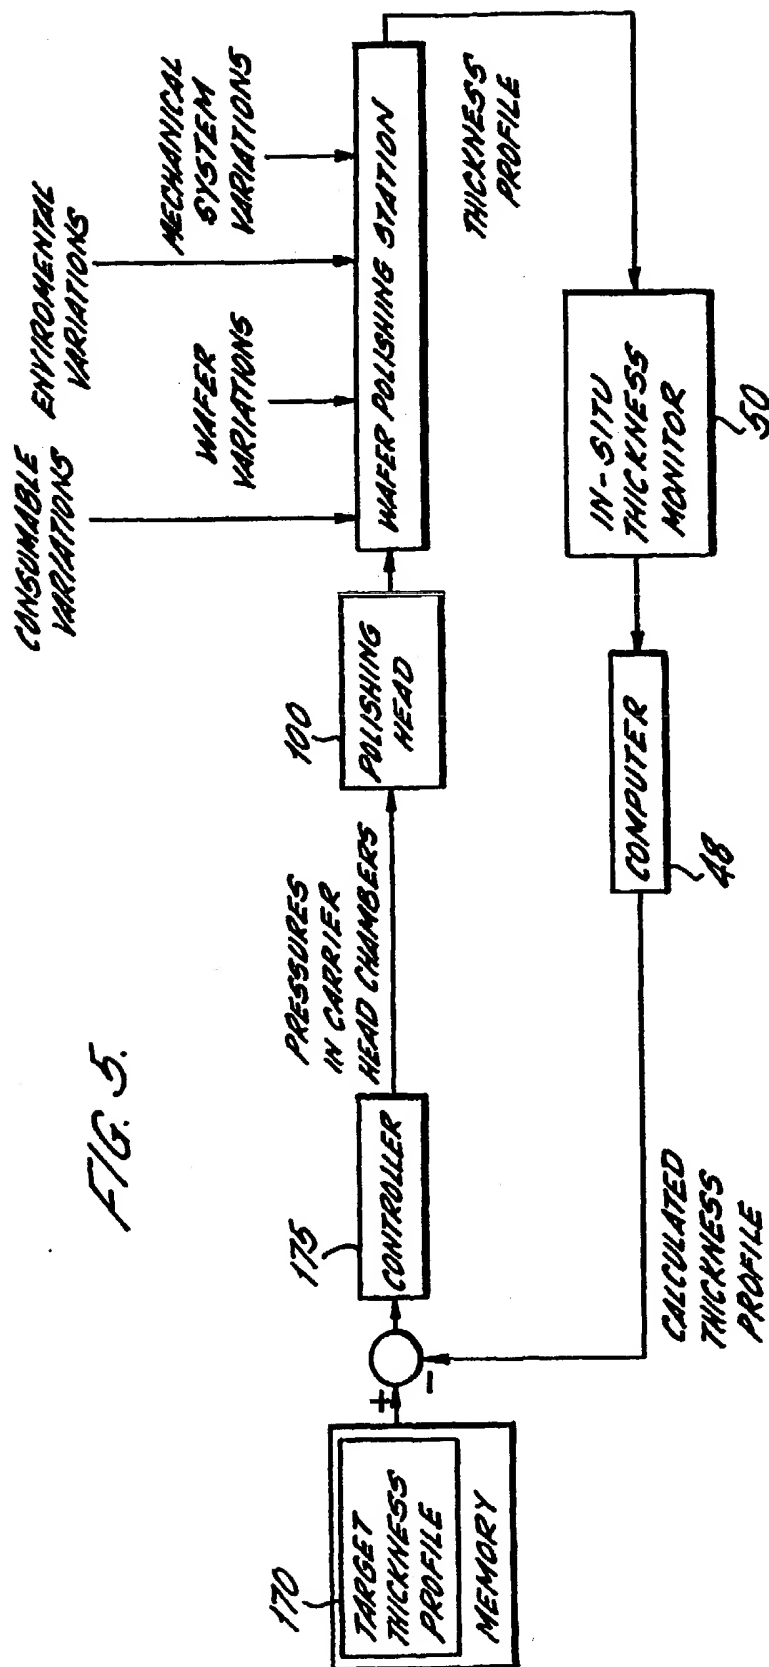 FIG. 5.
CONSUMABLE
VARIATIONS
ENVIROMENTAL
VARIATIONS
WAFER
VARIATIONS
MECHANICAL
SYSTEM
VARIATIONS
170
TARGET
THICKNESS
PROFILE
MEMORY
+
-
175
CONTROLLER
PRESSURES
IN CARRIER
HEAD CHAMBERS
100
POLISHING
HEAD
WAFER POLISHING STATION
THICKNESS
PROFILE
IN-SITU
THICKNESS
MONITOR
50
COMPUTER
48
CALCULATED
THICKNESS
PROFILE